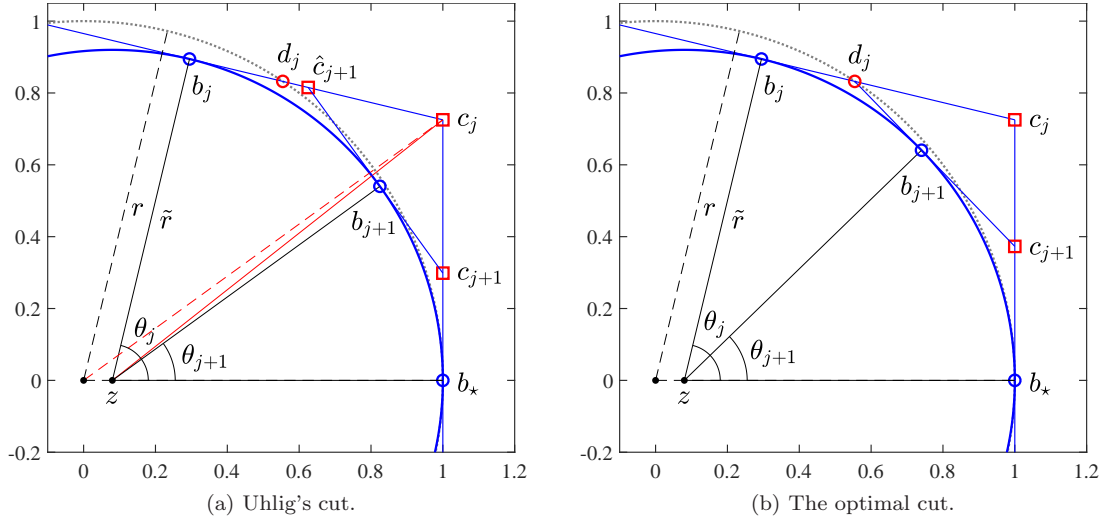 1
0.8
0.6
0.4
0.2
0
-0.2
0
0.2
0.4
0.6
0.8
1
1.2
d_j
ĉ_{j+1}
b_j
c_j
r
r̃
b_{j+1}
c_{j+1}
θ_j
θ_{j+1}
z
b_⋆
(a) Uhlig's cut.
1
0.8
0.6
0.4
0.2
0
-0.2
0
0.2
0.4
0.6
0.8
1
1.2
d_j
b_j
c_j
r
r̃
b_{j+1}
c_{j+1}
θ_j
θ_{j+1}
z
b_⋆
(b) The optimal cut.